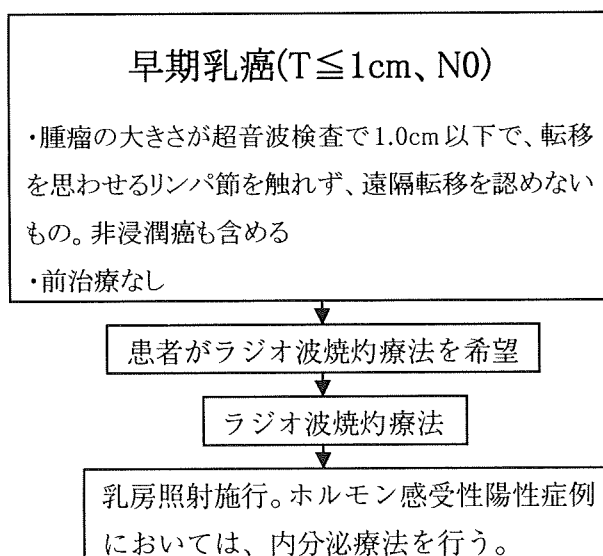 早期乳癌(T≦1cm、N0)
・腫瘤の大きさが超音波検査で1.0cm以下で、転移
を思わせるリンパ節を触れず、遠隔転移を認めない
もの。非浸潤癌も含める
・前治療なし
患者がラジオ波焼灼療法を希望
ラジオ波焼灼療法
乳房照射施行。ホルモン感受性陽性症例
においては、内分泌療法を行う。